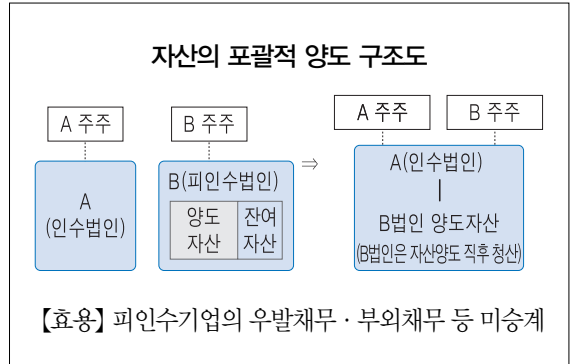 자산의 포괄적 양도 구조도
A 주주
B 주주
A
(인수법인)
B(피인수법인)
양도
자산
잔여
자산
⇒
A 주주
B 주주
A(인수법인)
B법인 양도자산
(B법인은 자산양도 직후 청산)
【효용】 피인수기업의 우발채무 · 부외채무 등 미승계